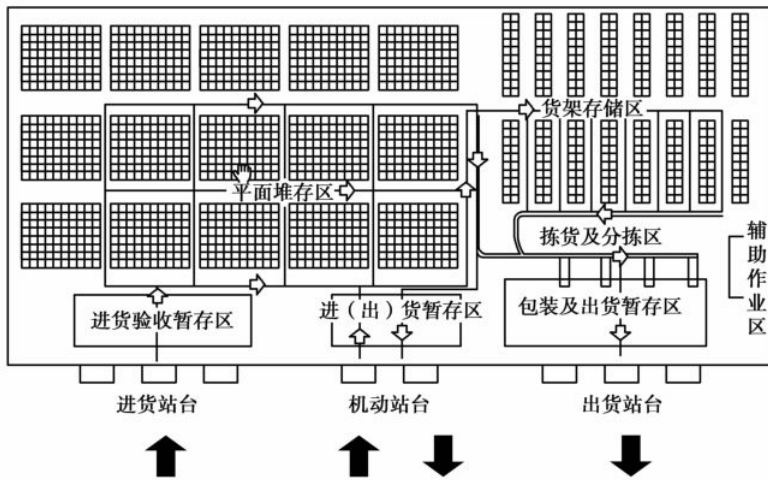 货架存储区
平面堆存区
拣货及分拣区
辅助作业区
进货验收暂存区
进（出）货暂存区
包装及出货暂存区
进货站台
机动站台
出货站台